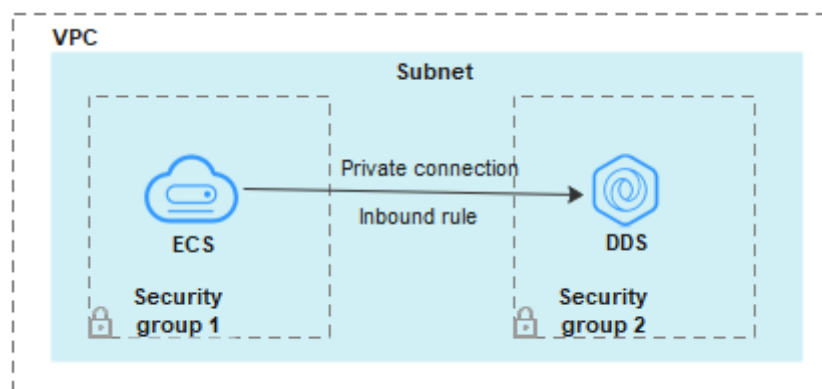 VPC
Subnet
Private connection
Inbound rule
ECS
DDS
Security
group 1
Security
group 2